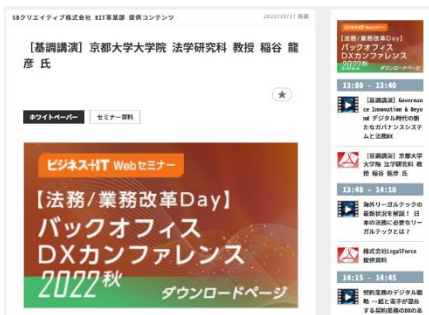 SBクリエイティブ株式会社 BIT事業部 提供コンテンツ
2022/10/27 掲載
[基調講演] 京都大学大学院 法学研究科 教授 稲谷 龍
彦 氏
ホワイトペーパー
セミナー資料
ビジネス+IT Webセミナー
【法務/業務改革Day】
バックオフィス
DXカンファレンス
2022秋
ダウンロードページ
ビジネス+IT Webセミナー
【法務/業務改革Day】
バックオフィス
DXカンファレンス
2022秋
ダウンロードページ
13:00 - 13:40
[基調講演] Governan
ce Innovation & Beyo
nd デジタル時代の新
たなガバナンスシステ
ムと法務DX
[基調講演] 京都大学
大学院 法学研究科 教
授 稲谷 龍彦 氏
13:40 - 14:10
海外リーガルテックの
最新状況を解説! 日
本の法務に必要なリー
ガルテックとは?
株式会社LegalForce
提供資料
14:15 - 14:45
契約業務のデジタル戦
略 ~紙と電子が混在
する契約業務のDXのあ